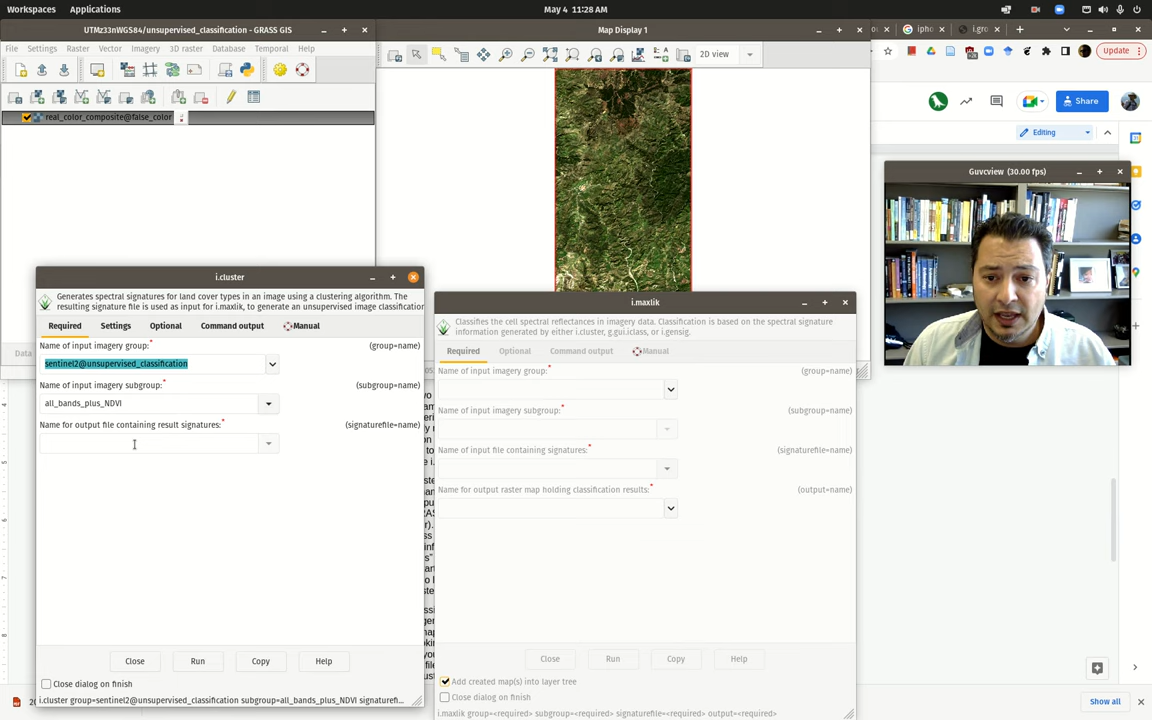 Workspaces Applications May 4 11:28 AM
UTMz33nWGS84/unsupervised_classification - GRASS GIS
File Settings Raster Vector Imagery 3D raster Database Temporal Help
real_color_composite@false_color
Data
Map Display 1
2D view
Update
Share
Editing
Guvcview (30.00 fps)
i.cluster
Generates spectral signatures for land cover types in an image using a clustering algorithm. The
resulting signature file is used as input for i.maxlik, to generate an unsupervised image classification
Required Settings Optional Command output Manual
Name of input imagery group:* (group=name)
sentinel2@unsupervised_classification
Name of input imagery subgroup:* (subgroup=name)
all_bands_plus_NDVI
Name for output file containing result signatures:* (signaturefile=name)
Close Run Copy Help
Close dialog on finish
i.cluster group=sentinel2@unsupervised_classification subgroup=all_bands_plus_NDVI signaturefi...
i.maxlik
Classifies the cell spectral reflectances in imagery data. Classification is based on the spectral signature
information generated by either i.cluster, g.gui.iclass, or i.gensig.
Required Optional Command output Manual
Name of input imagery group:* (group=name)
Name of input imagery subgroup:* (subgroup=name)
Name of input file containing signatures:* (signaturefile=name)
Name for output raster map holding classification results:* (output=name)
Close Run Copy Help
Add created map(s) into layer tree
Close dialog on finish
i.maxlik group=<required> subgroup=<required> signaturefile=<required> output=<required>
Show all